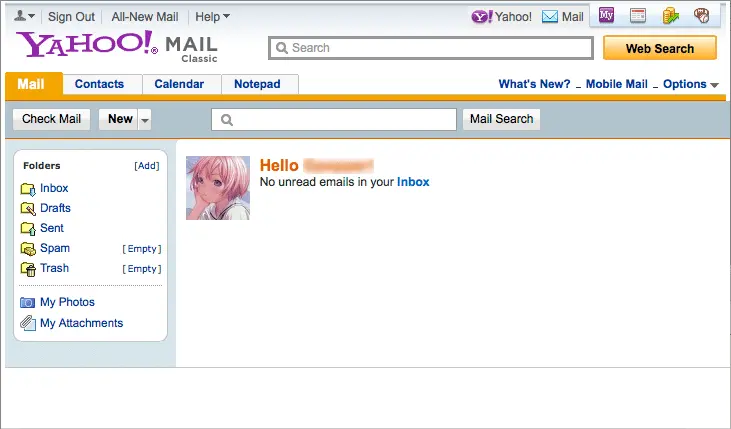 Sign Out All-New Mail Help Yahoo! Mail My
YAHOO! MAIL Classic Search Web Search
Mail Contacts Calendar Notepad What's New? Mobile Mail Options
Check Mail New Mail Search
Folders [Add]
Inbox
Drafts
Sent
Spam [Empty]
Trash [Empty]
My Photos
My Attachments
Hello
No unread emails in your Inbox